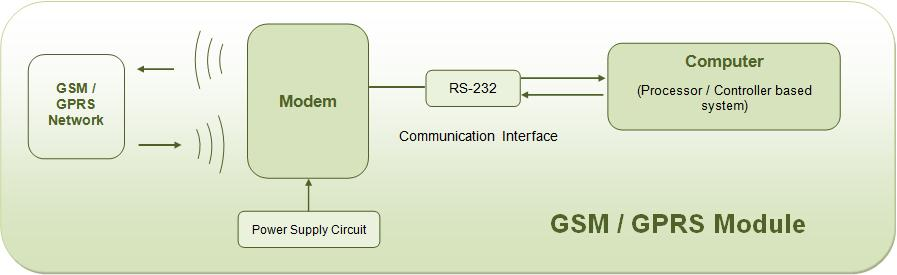 GSM /
GPRS
Network
Modem
RS-232
Communication Interface
Computer
(Processor / Controller based
system)
Power Supply Circuit
GSM / GPRS Module